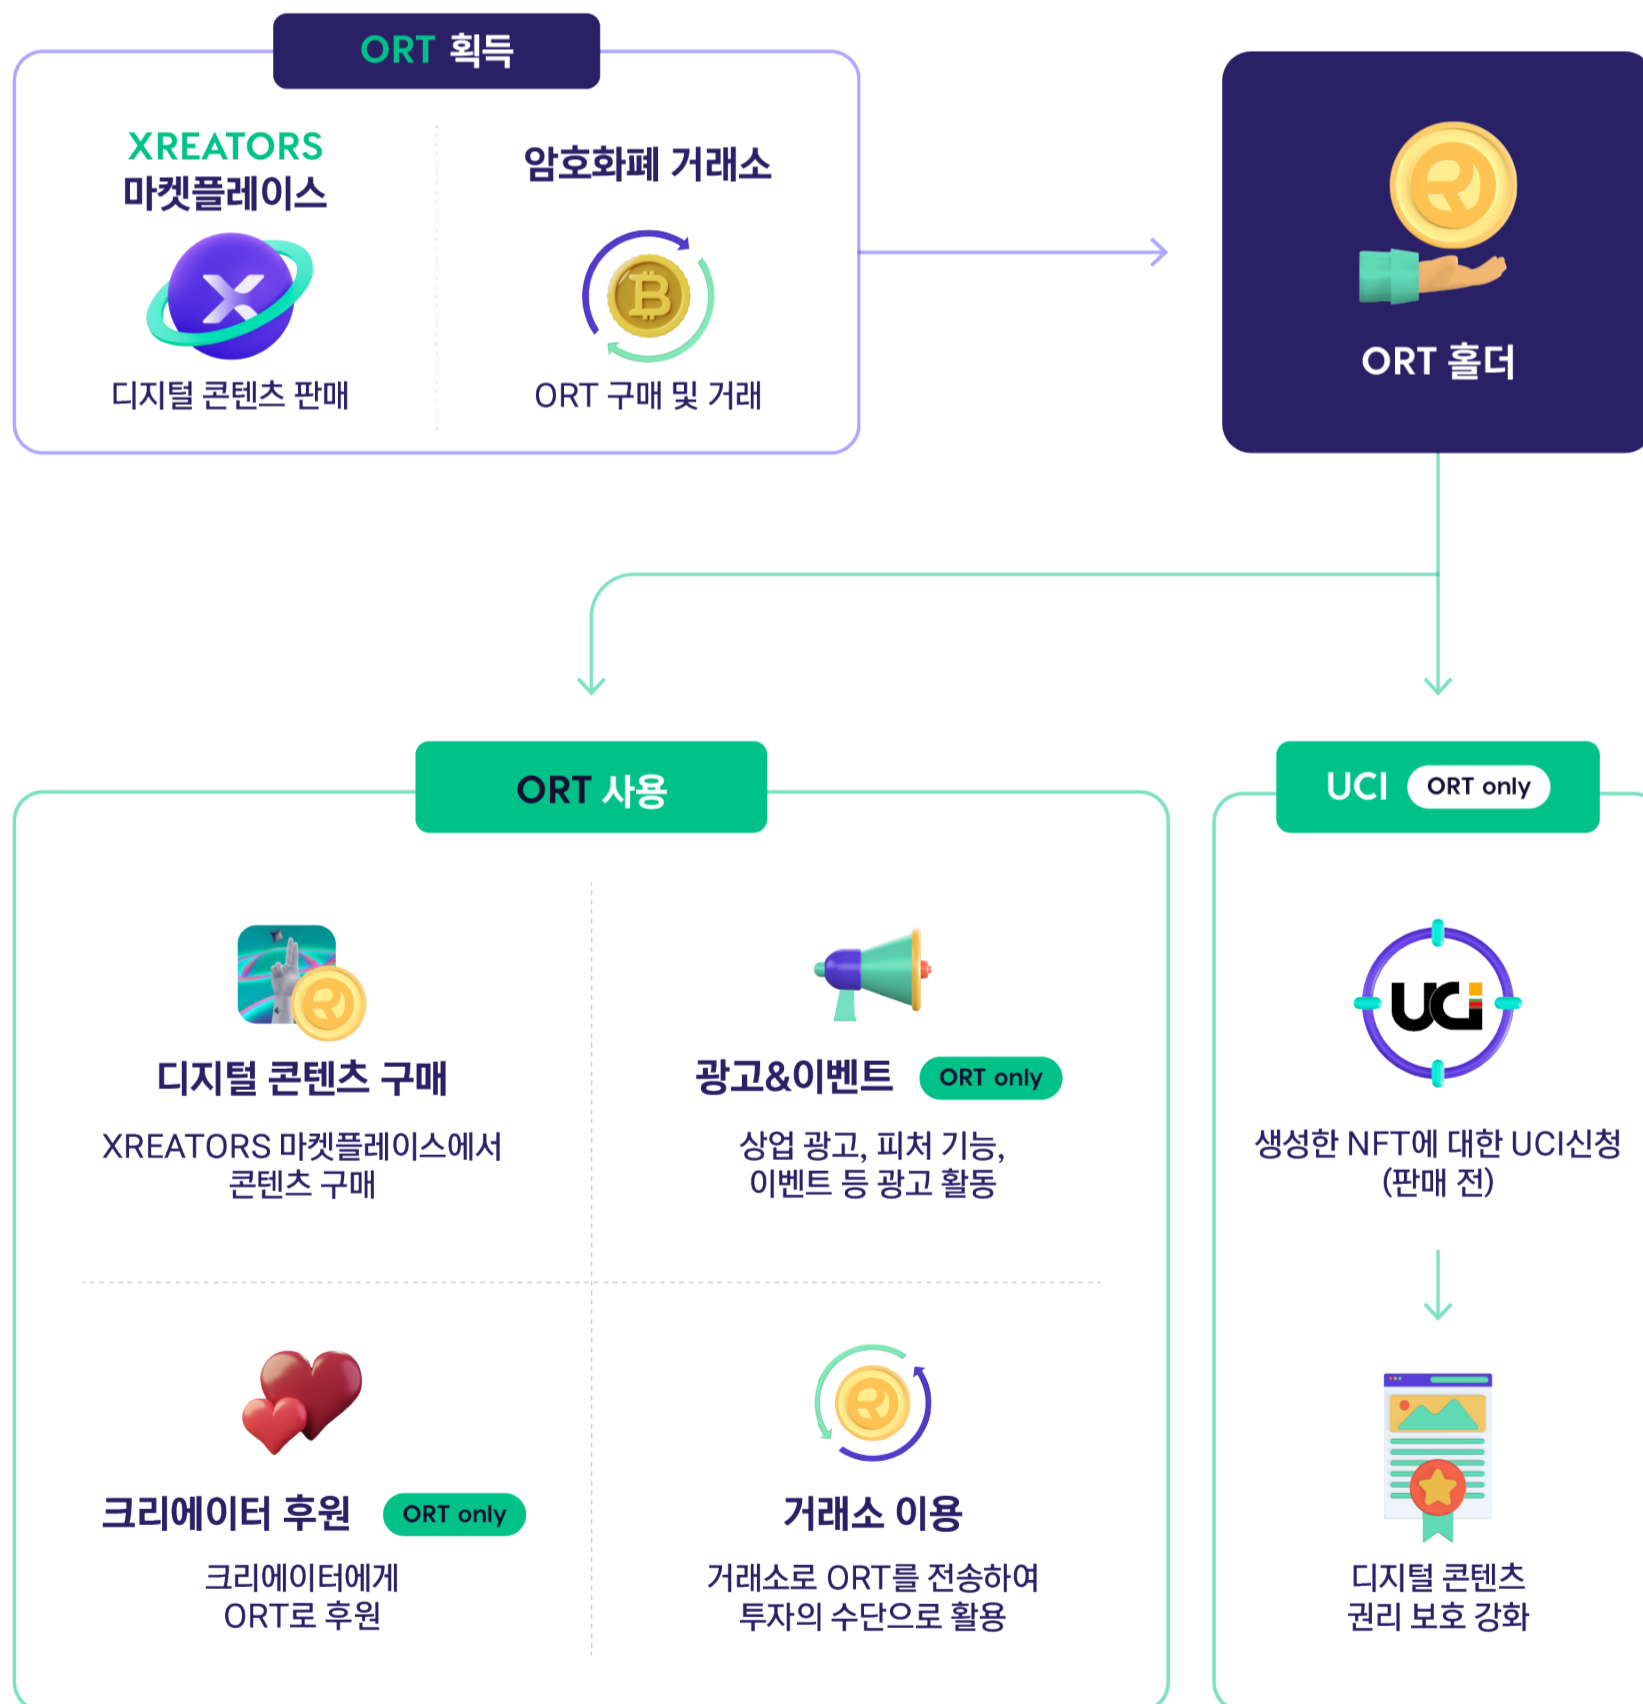 ORT 획득
XREATORS
마켓플레이스
디지털 콘텐츠 판매
암호화폐 거래소
ORT 구매 및 거래
ORT 홀더
ORT 사용
디지털 콘텐츠 구매
XREATORS 마켓플레이스에서
콘텐츠 구매
광고&이벤트 ORT only
상업 광고, 피처 기능,
이벤트 등 광고 활동
크리에이터 후원 ORT only
크리에이터에게
ORT로 후원
거래소 이용
거래소로 ORT를 전송하여
투자의 수단으로 활용
UCI ORT only
UCi
생성한 NFT에 대한 UCI신청
(판매 전)
디지털 콘텐츠
권리 보호 강화